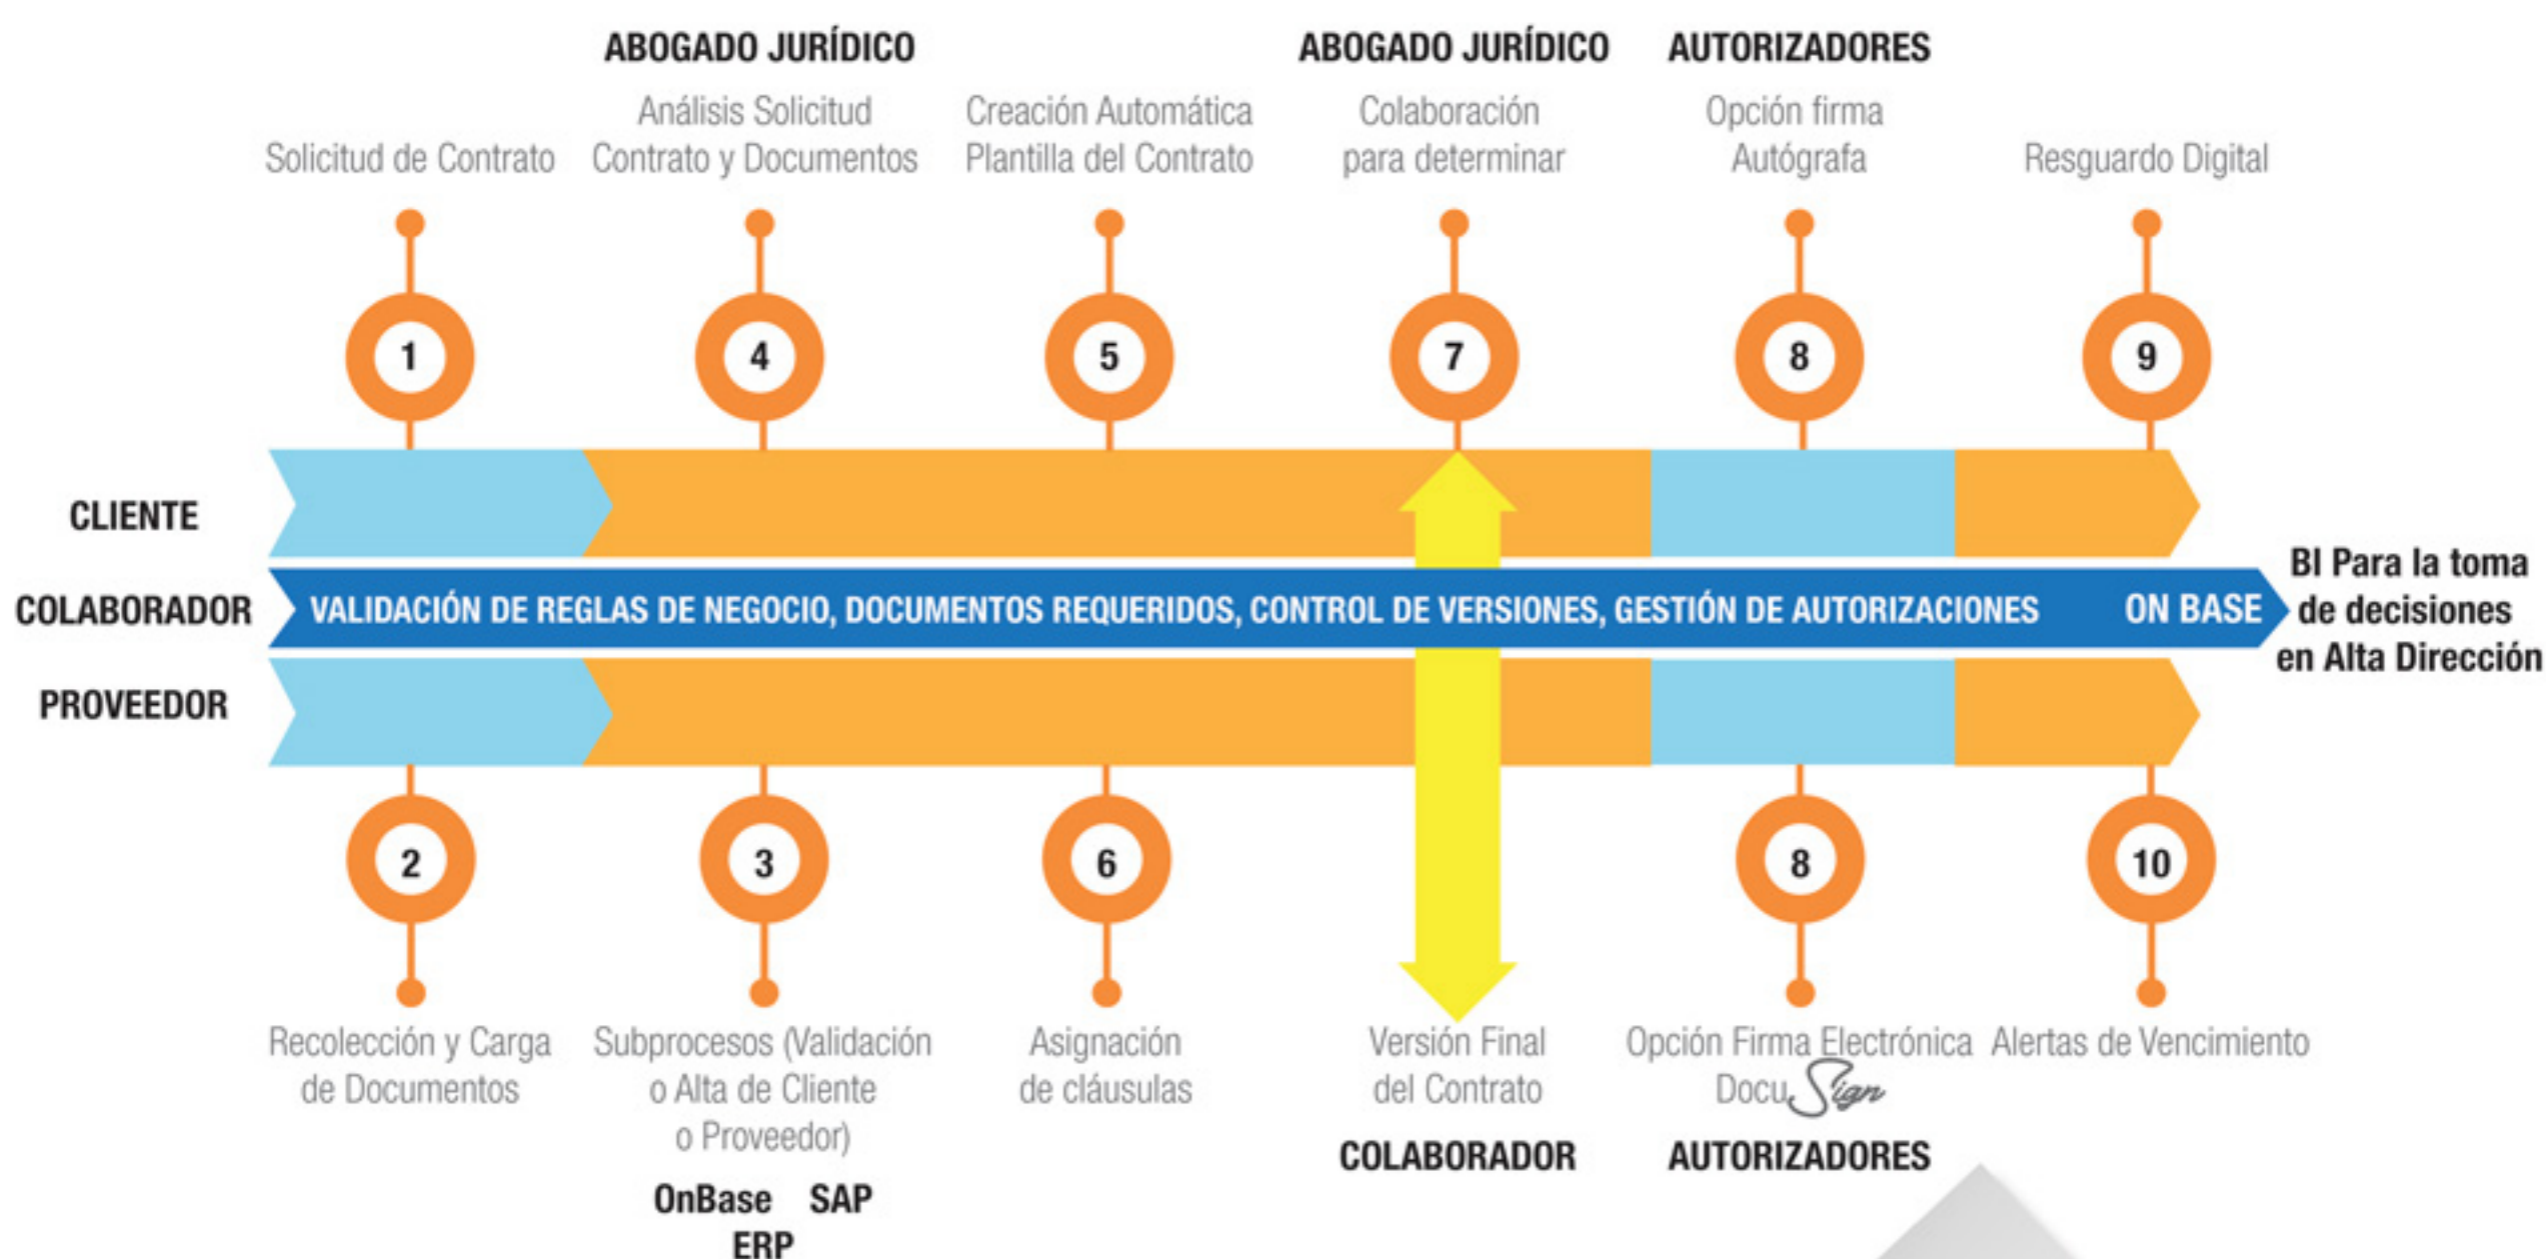 ABOGADO JURÍDICO
ABOGADO JURÍDICO
AUTORIZADORES
Solicitud de Contrato
Análisis Solicitud
Contrato y Documentos
Creación Automática
Plantilla del Contrato
Colaboración
para determinar
Opción firma
Autógrafa
Resguardo Digital
1
4
5
7
8
9
CLIENTE
COLABORADOR
PROVEEDOR
VALIDACIÓN DE REGLAS DE NEGOCIO, DOCUMENTOS REQUERIDOS, CONTROL DE VERSIONES, GESTIÓN DE AUTORIZACIONES
ON BASE
BI Para la toma
de decisiones
en Alta Dirección
2
3
6
8
10
Recolección y Carga
de Documentos
Subprocesos (Validación
o Alta de Cliente
o Proveedor)
OnBase SAP
ERP
Asignación
de cláusulas
Versión Final
del Contrato
COLABORADOR
Opción Firma Electrónica
DocuSign
AUTORIZADORES
Alertas de Vencimiento